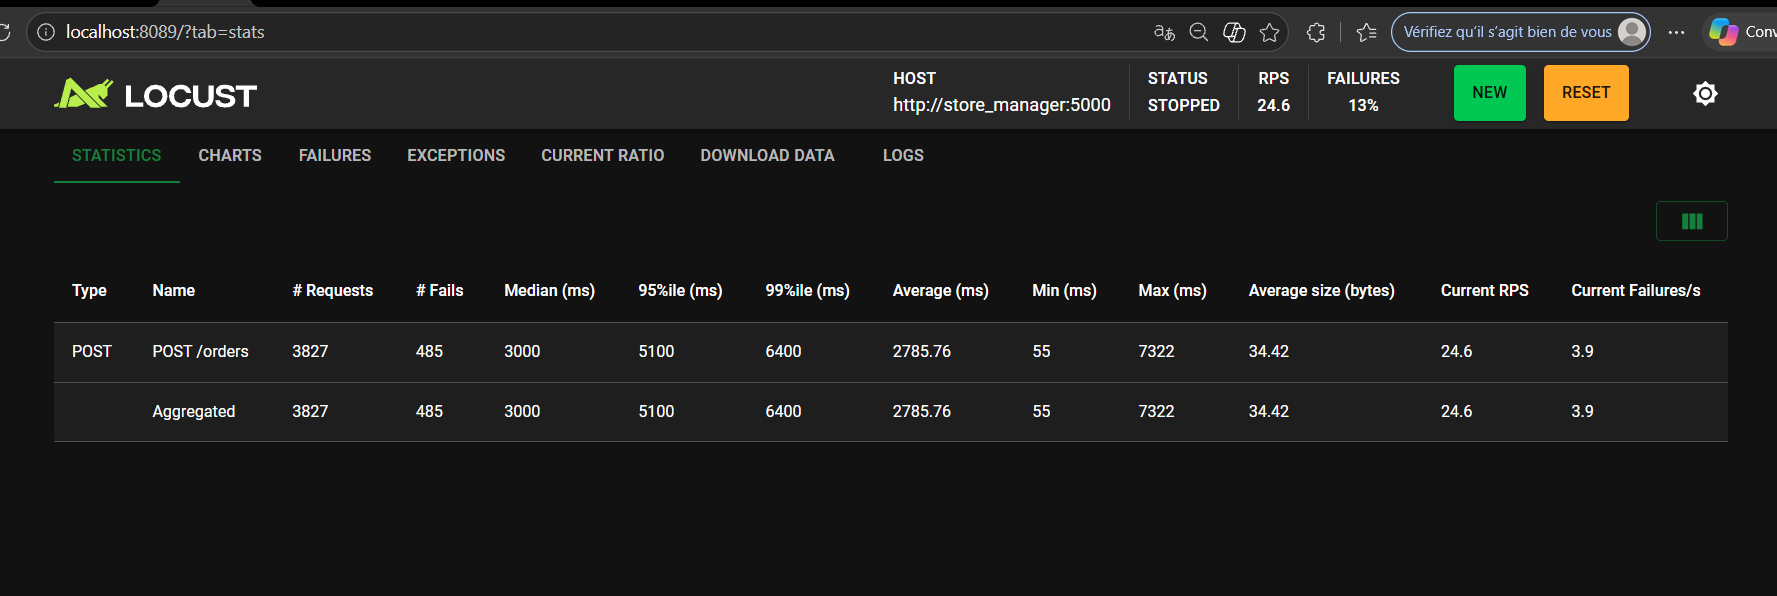 localhost:8089/?tab=stats
Vérifiez qu'il s'agit bien de vous
LOCUST
HOST
http://store_manager:5000
STATUS
STOPPED
RPS
24.6
FAILURES
13%
NEW
RESET
STATISTICS CHARTS FAILURES EXCEPTIONS CURRENT RATIO DOWNLOAD DATA LOGS
Type Name # Requests # Fails Median (ms) 95%ile (ms) 99%ile (ms) Average (ms) Min (ms) Max (ms) Average size (bytes) Current RPS Current Failures/s
POST POST /orders 3827 485 3000 5100 6400 2785.76 55 7322 34.42 24.6 3.9
Aggregated 3827 485 3000 5100 6400 2785.76 55 7322 34.42 24.6 3.9